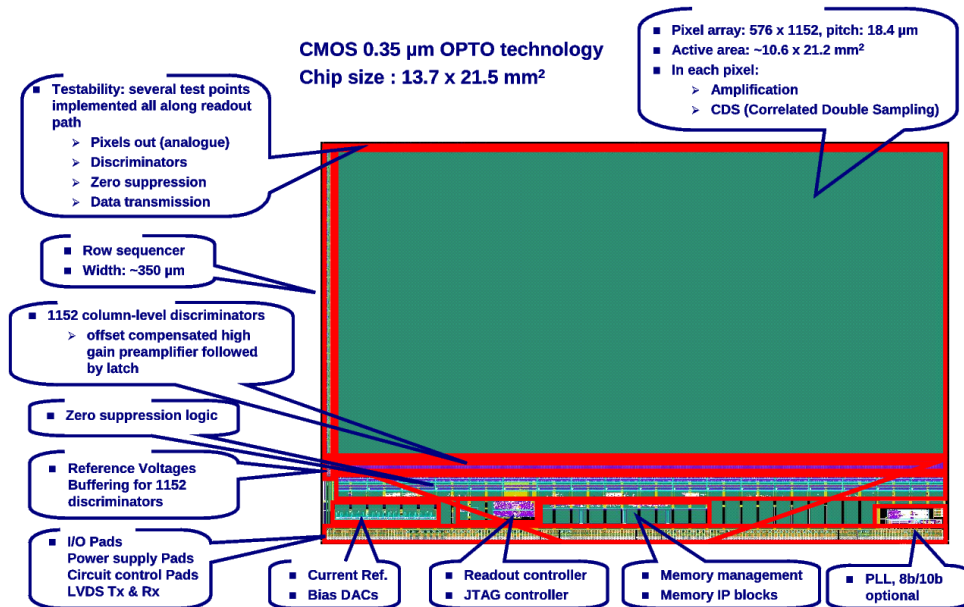 CMOS 0.35 µm OPTO technology
Chip size : 13.7 x 21.5 mm²
■ Pixel array: 576 x 1152, pitch: 18.4 µm
■ Active area: ~10.6 x 21.2 mm²
■ In each pixel:
➢ Amplification
➢ CDS (Correlated Double Sampling)
■ Testability: several test points
implemented all along readout
path
➢ Pixels out (analogue)
➢ Discriminators
➢ Zero suppression
➢ Data transmission
■ Row sequencer
■ Width: ~350 µm
■ 1152 column-level discriminators
➢ offset compensated high
gain preamplifier followed
by latch
■ Zero suppression logic
■ Reference Voltages
Buffering for 1152
discriminators
■ I/O Pads
Power supply Pads
Circuit control Pads
LVDS Tx & Rx
■ Current Ref.
■ Bias DACs
■ Readout controller
■ JTAG controller
■ Memory management
■ Memory IP blocks
■ PLL, 8b/10b
optional